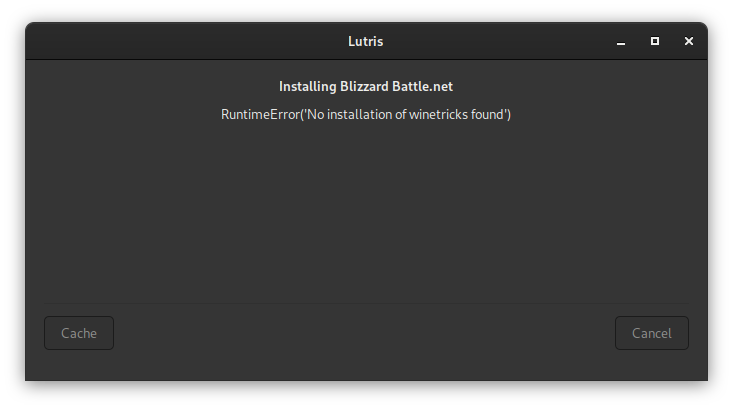 Lutris
Installing Blizzard Battle.net
RuntimeError('No installation of winetricks found')
Cache
Cancel